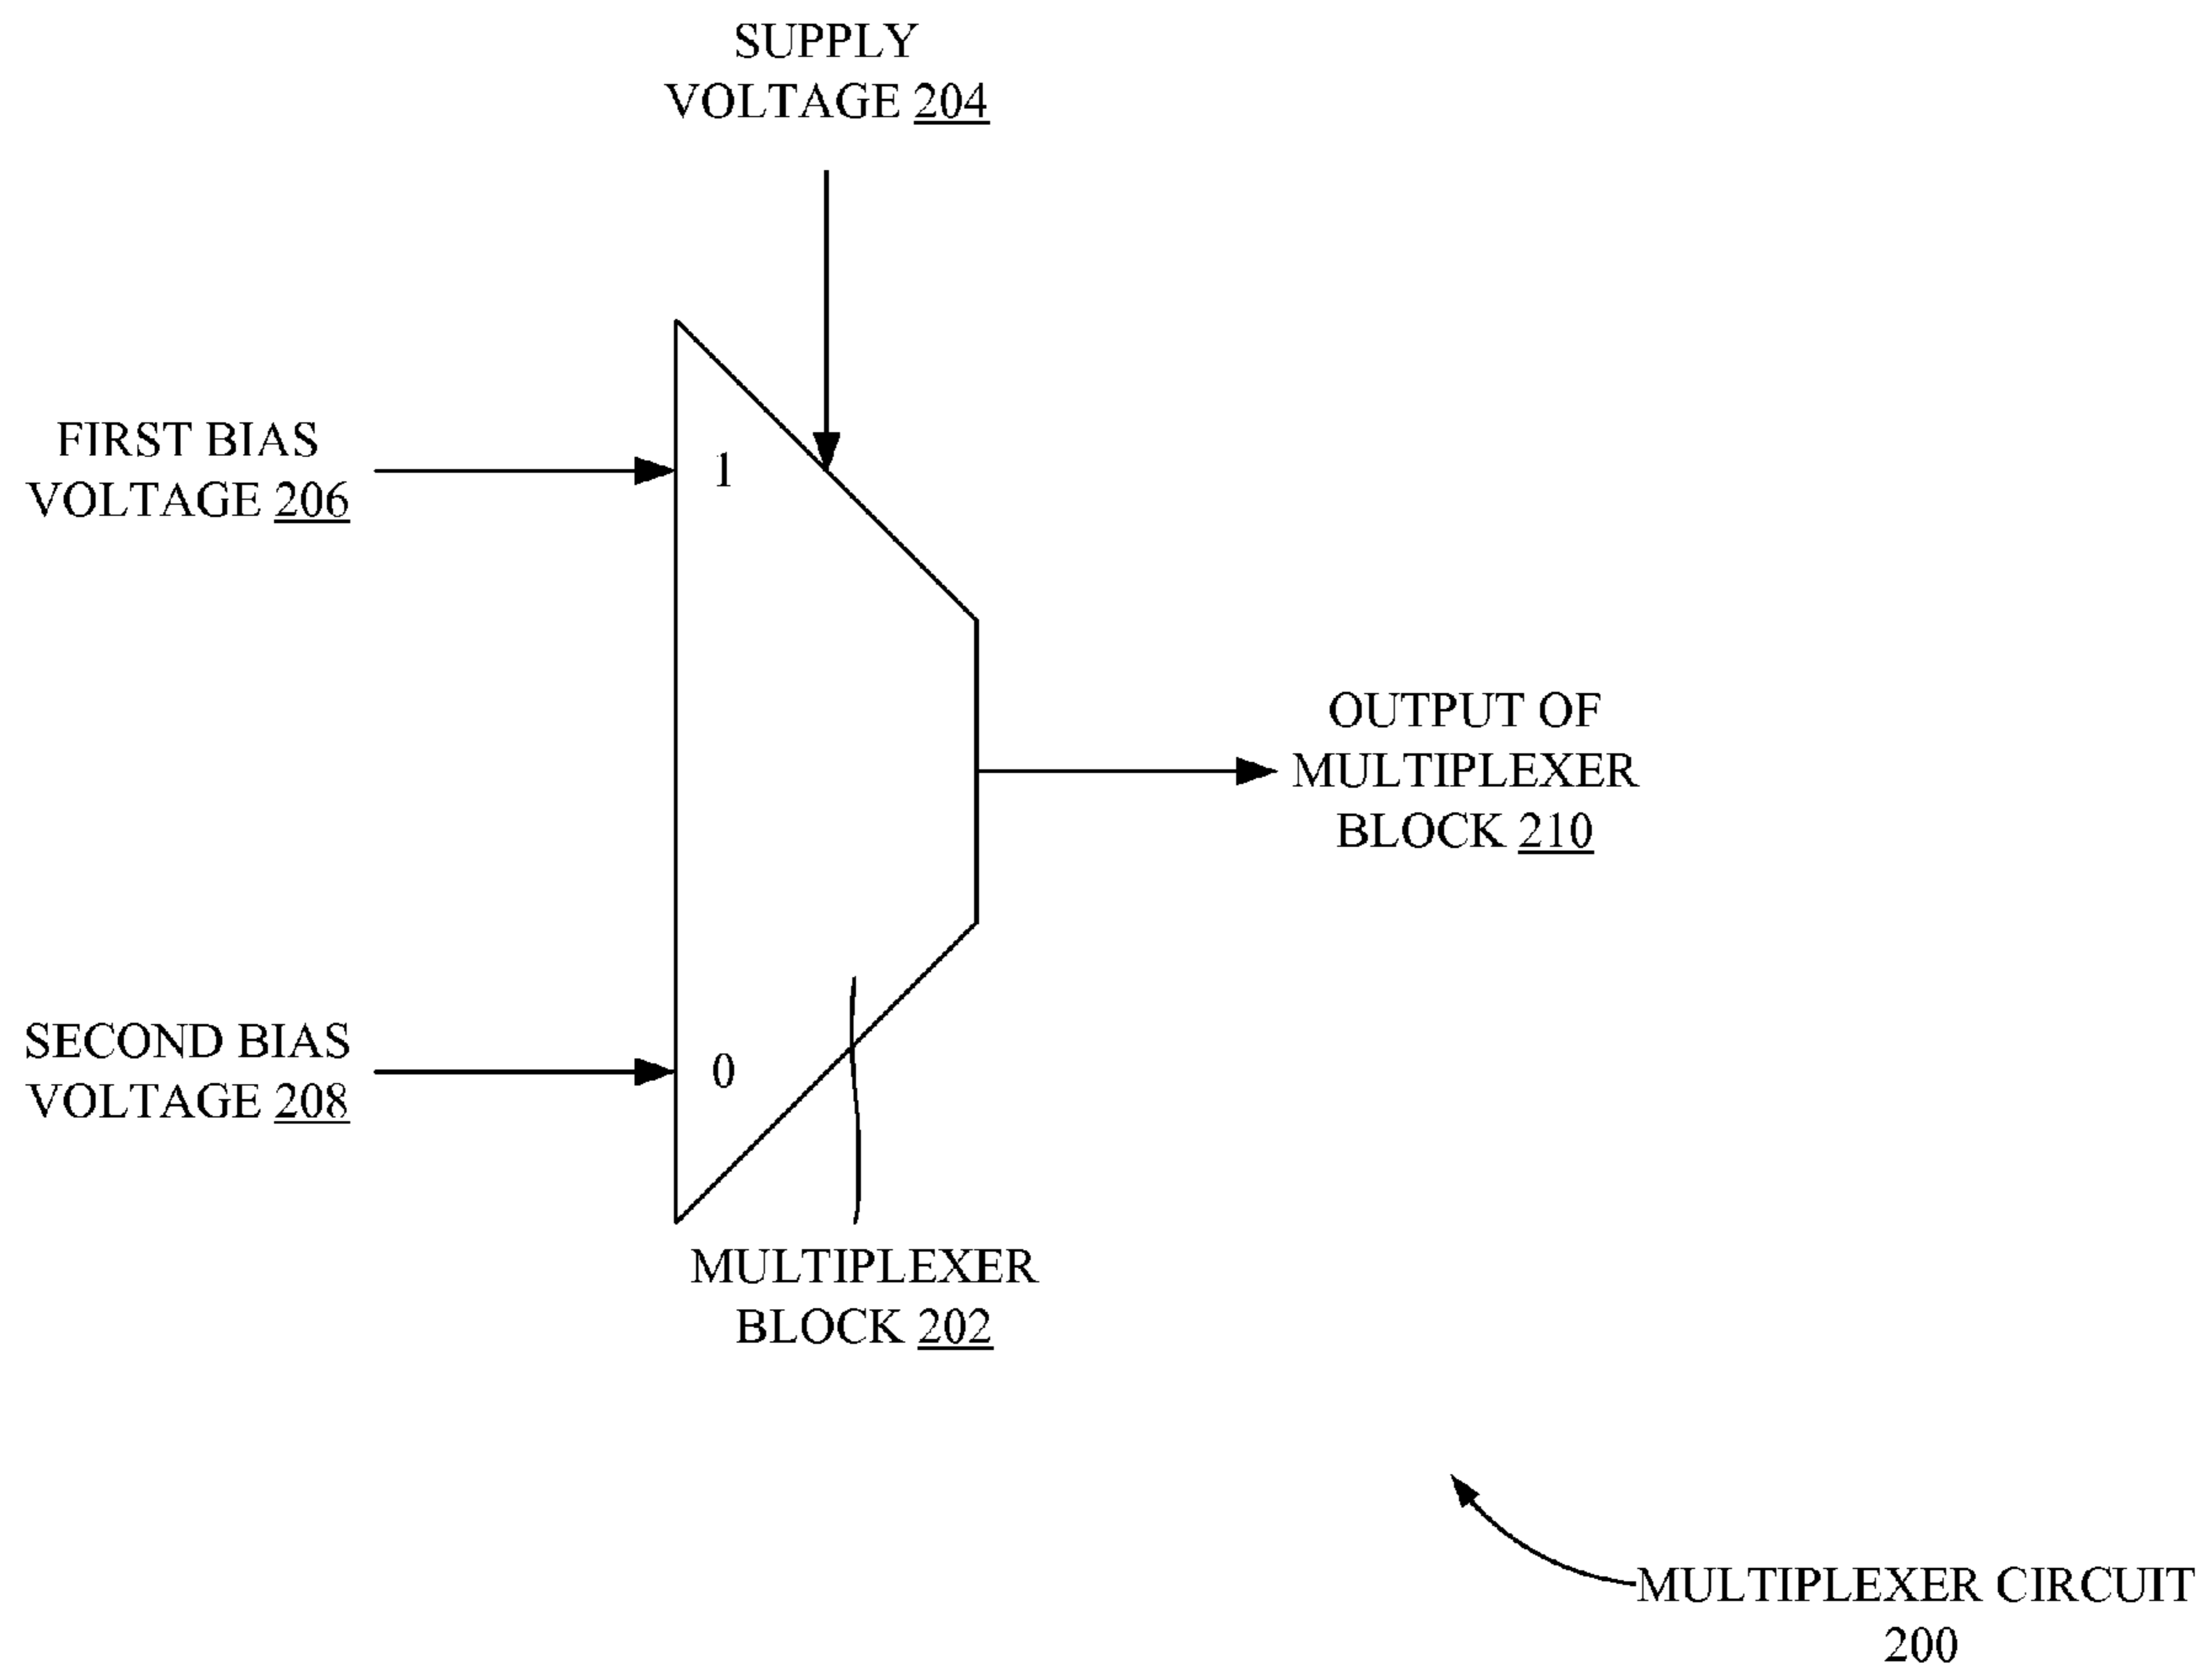 SUPPLY
VOLTAGE 204
FIRST BIAS
VOLTAGE 206
1
OUTPUT OF
MULTIPLEXER
BLOCK 210
SECOND BIAS
VOLTAGE 208
0
MULTIPLEXER
BLOCK 202
MULTIPLEXER CIRCUIT
200